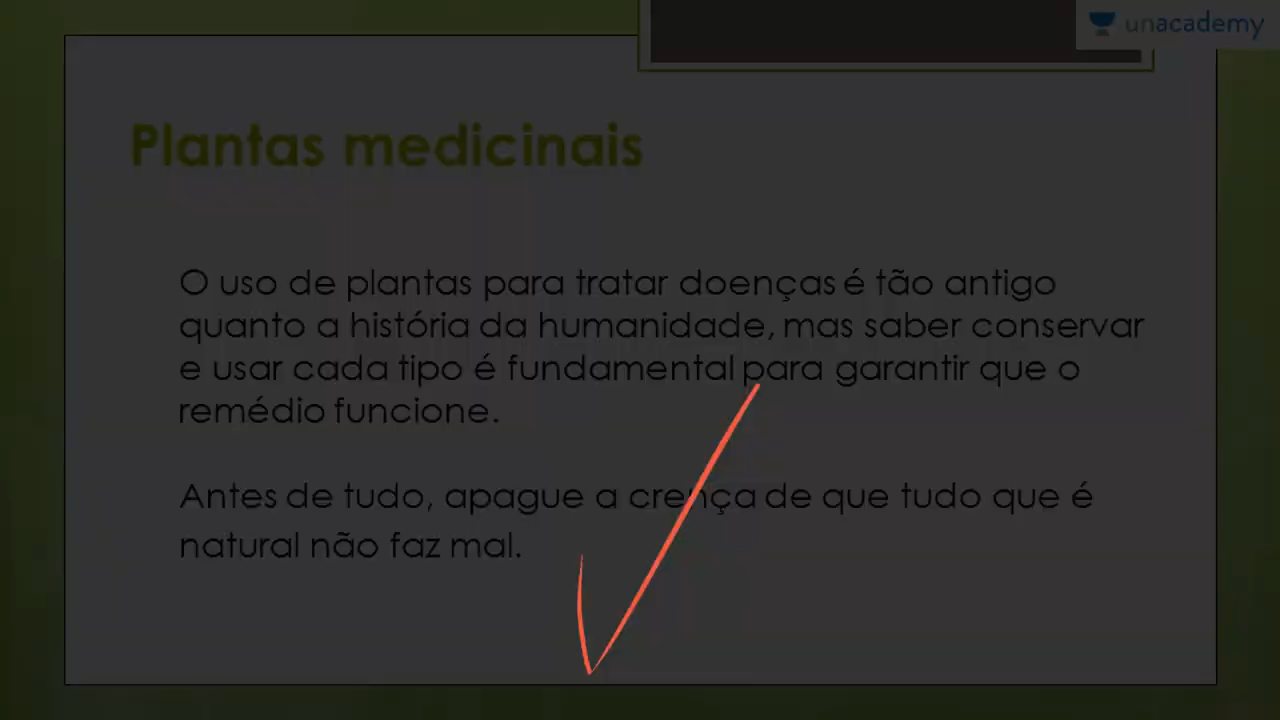 unacademy
Plantas medicinais
O uso de plantas para tratar doenças é tão antigo
quanto a história da humanidade, mas saber conservar
e usar cada tipo é fundamental para garantir que o
remédio funcione.
Antes de tudo, apague a crença de que tudo que é
natural não faz mal.